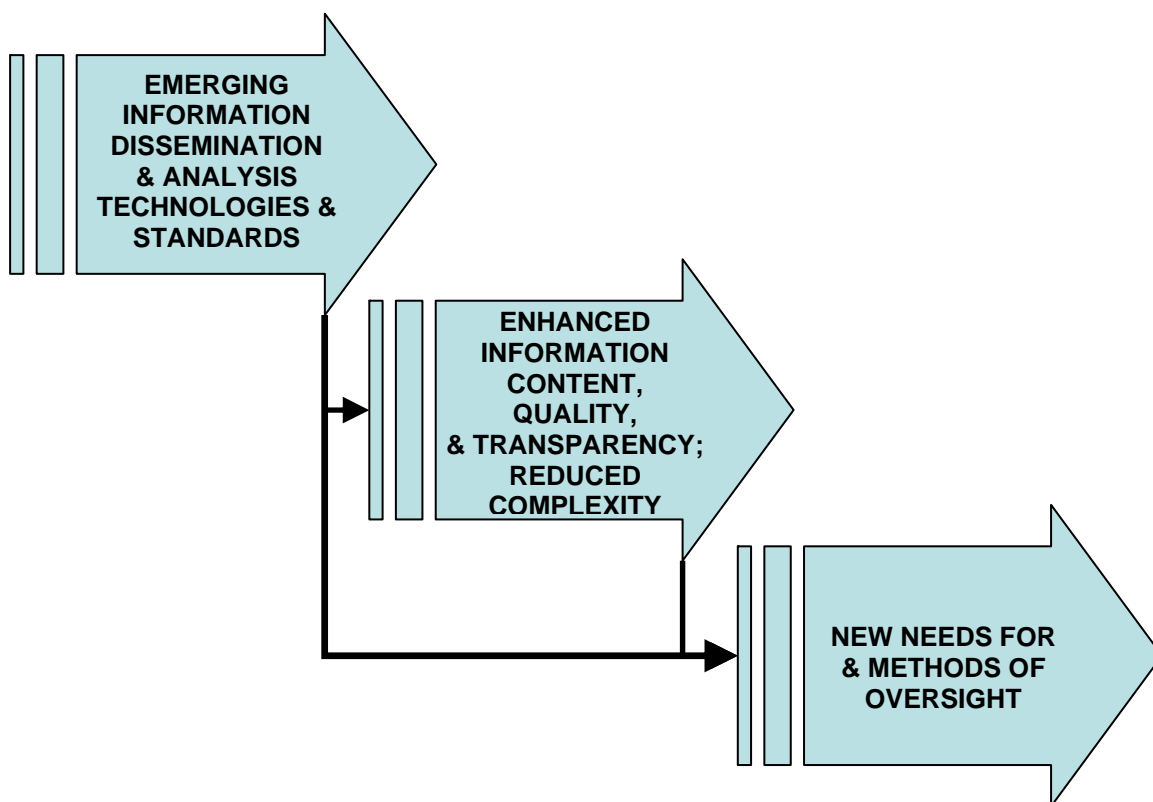 EMERGING
INFORMATION
DISSEMINATION
& ANALYSIS
TECHNOLOGIES &
STANDARDS
ENHANCED
INFORMATION
CONTENT,
QUALITY,
& TRANSPARENCY;
REDUCED
COMPLEXITY
NEW NEEDS FOR
& METHODS OF
OVERSIGHT